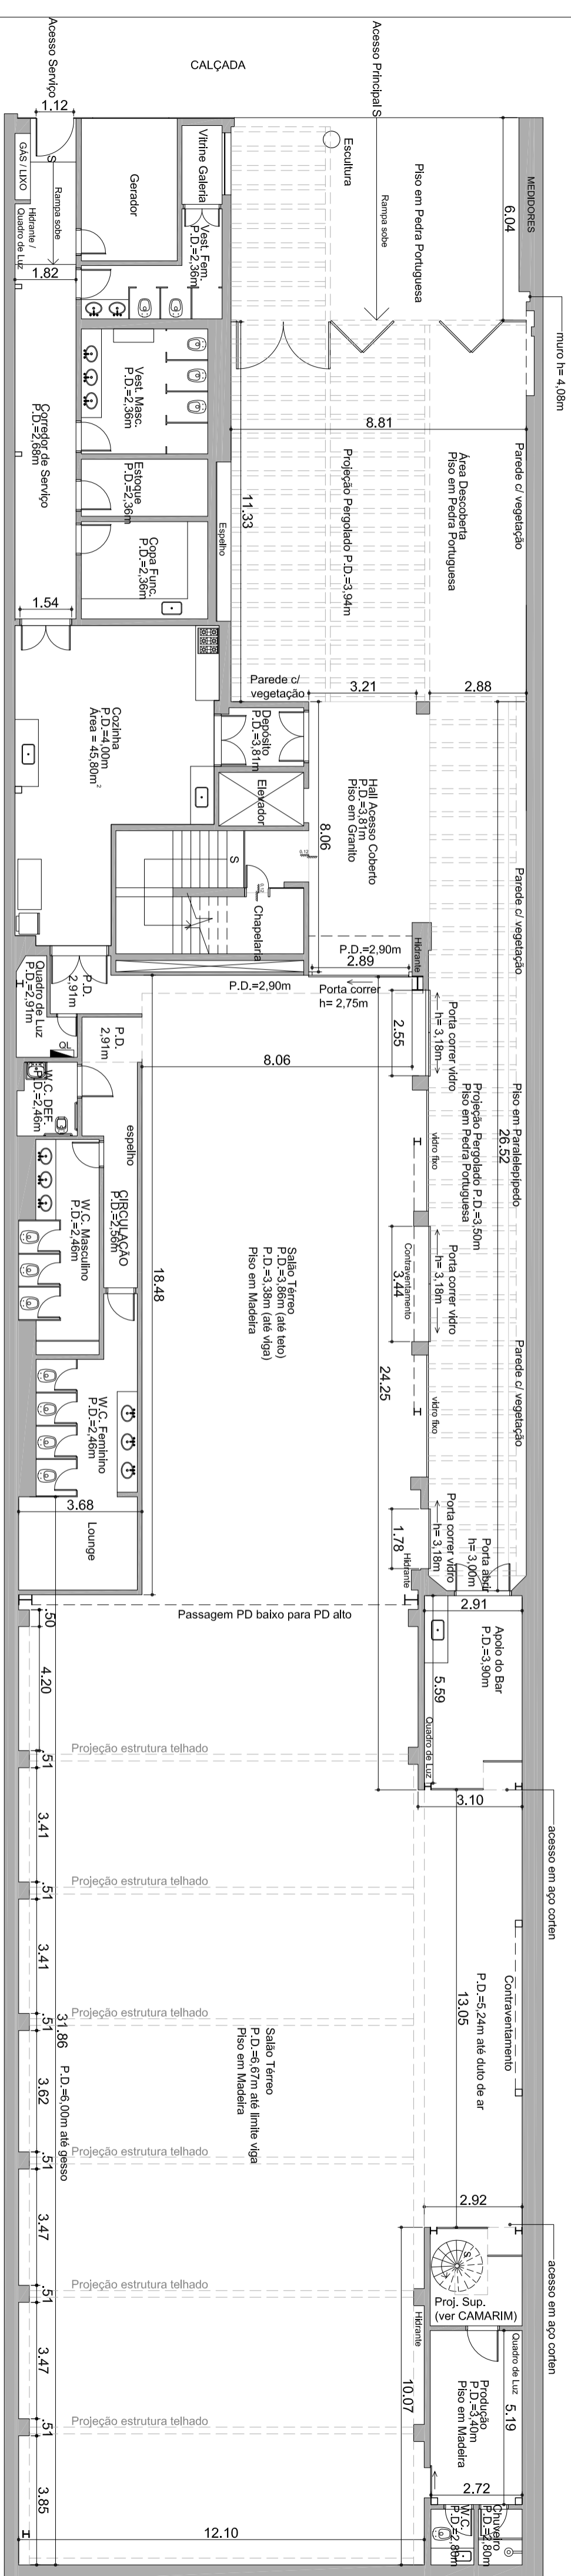 CALÇADA
Acesso Serviço
1.12
S
GÁS / LIXO
Rampa sobe
Hidrante /
Quadro de Luz
1.82
Gerador
Vitrine Galeria
Vest. Fem.
P.D.=2,36m
Escultura
Acesso Principal S
Rampa sobe
Piso em Pedra Portuguesa
MEDIDORES
6.04
muro h= 4,08m
Vest. Masc.
P.D.=2,36m
Corredor de Serviço
P.D.=2,68m
Estoque
P.D.=2,36m
Copa Func.
P.D.=2,36m
Espelho
11.33
8.81
Projeção Pergolado P.D.=3,94m
Área Descoberta
Piso em Pedra Portuguesa
Parede c/ vegetação
1.54
Cozinha
P.D.=4,00m
Área = 45,80m²
Parede c/
vegetação
3.21
2.88
Depósito
P.D.=3,81m
Elevador
8.06
Hall Acesso Coberto
P.D.=3,81m
Piso em Granito
S
Chapelaria
Parede c/ vegetação
Hidrante
P.D.=2,90m
2.89
P.D.=2,90m
Porta correr
h= 2,75m
Quadro de Luz
P.D.=2,91m
P.D.
2,91m
QL
P.D.
2,91m
8.06
2.55
Porta correr vidro
h= 3,18m
Piso em Paralelepípedo
26.52
Projeção Pergolado P.D.=3,50m
Piso em Pedra Portuguesa
vidro fixo
W.C. DEF.
P.D.=2,46m
espelho
CIRCULAÇÃO
P.D.=2,56m
W.C. Masculino
P.D.=2,46m
18.48
Salão Térreo
P.D.=3,86m (até teto)
P.D.=3,38m (até viga)
Piso em Madeira
Contraventamento
3.44
Porta correr vidro
h= 3,18m
24.25
Parede c/ vegetação
vidro fixo
W.C. Feminino
P.D.=2,46m
3.68
Lounge
1.78
Hidrante
Porta correr vidro
h= 3,18m
Porta abrir
h= 3,00m
2.91
Passagem PD baixo para PD alto
Apoio do Bar
P.D.=3,90m
5.59
Quadro de Luz
3.10
acesso em aço corten
.50
4.20
Projeção estrutura telhado
.51
3.41
Projeção estrutura telhado
.51
3.41
Projeção estrutura telhado
.51
31.86
P.D.=6,00m até gesso
3.62
Salão Térreo
P.D.=6,67m até limite viga
Piso em Madeira
Contraventamento
P.D.=5,24m até duto de ar
13.05
Projeção estrutura telhado
.51
3.47
2.92
acesso em aço corten
S
Proj. Sup.
(ver CAMARIM)
Projeção estrutura telhado
.51
3.47
Hidrante
10.07
Quadro de Luz
5.19
Produção
P.D.=3,40m
Piso em Madeira
Projeção estrutura telhado
.51
3.85
2.72
12.10
W.C.
P.D.=2,80m
Chuveiro
P.D.=2,80m